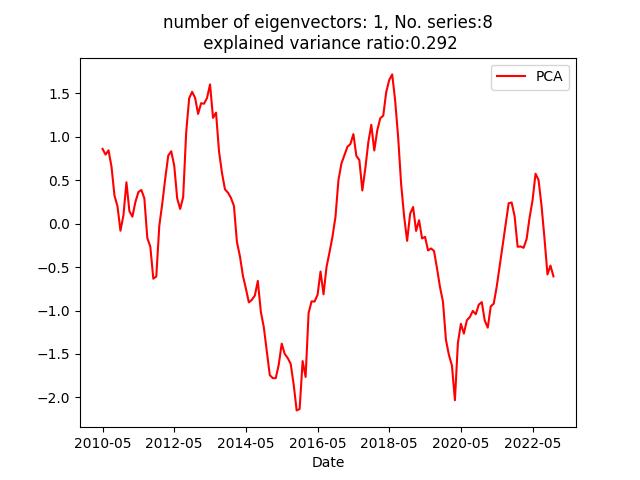 number of eigenvectors: 1, No. series:8
explained variance ratio:0.292
PCA
1.5
1.0
0.5
0.0
−0.5
−1.0
−1.5
−2.0
2010-05 2012-05 2014-05 2016-05 2018-05 2020-05 2022-05
Date